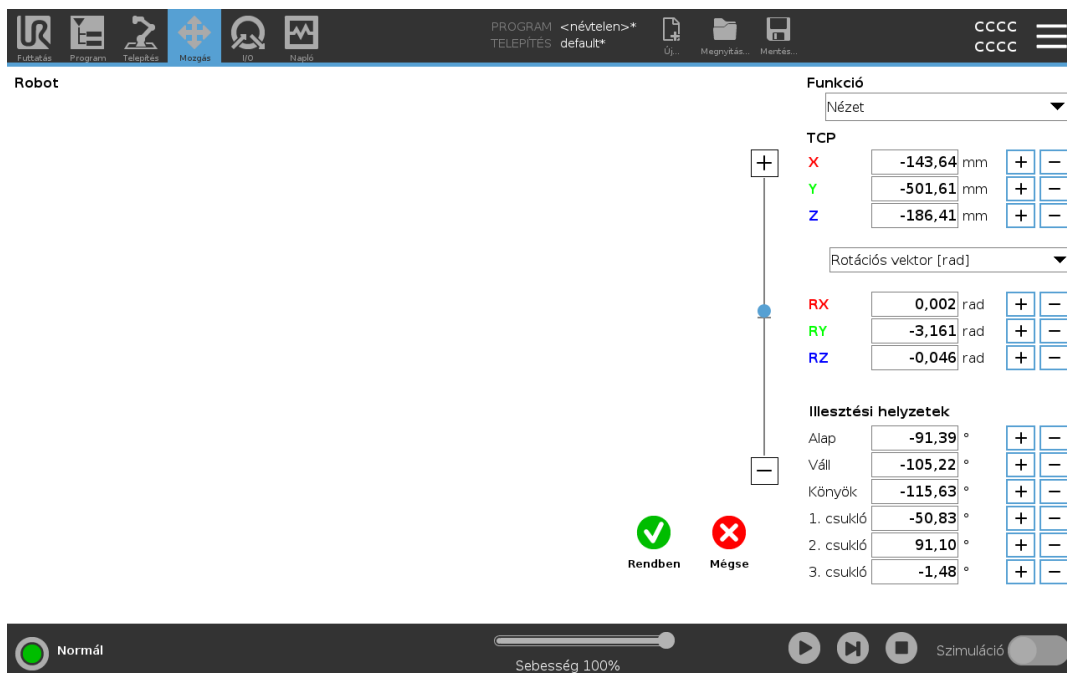 PROGRAM <névtelen>*
TELEPÍTÉS default*
CCCC
CCCC
Futtatás Program Telepítés Mozgás I/O Napló Új... Megnyitás... Mentés...
Robot
Funkció
Nézet
TCP
X -143,64 mm + −
Y -501,61 mm + −
Z -186,41 mm + −
Rotációs vektor [rad]
RX 0,002 rad + −
RY -3,161 rad + −
RZ -0,046 rad + −
Illesztési helyzetek
Alap -91,39 ° + −
Váll -105,22 ° + −
Könyök -115,63 ° + −
1. csukló -50,83 ° + −
2. csukló 91,10 ° + −
3. csukló -1,48 ° + −
+
−
Rendben Mégse
Normál
Sebesség 100%
Szimuláció